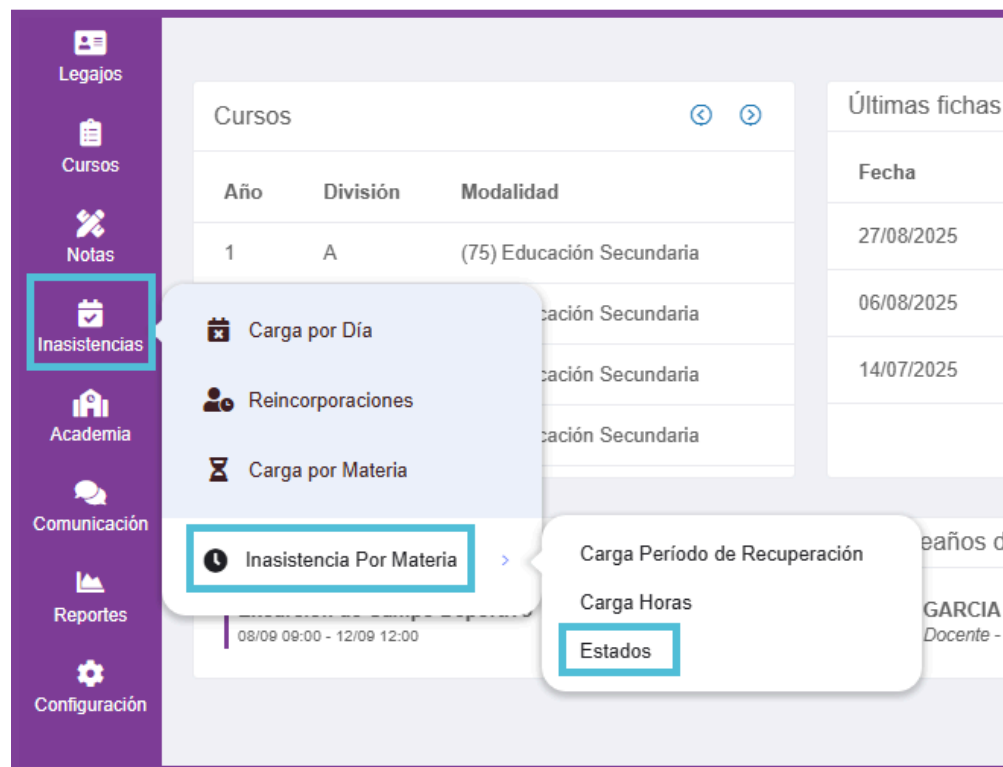 Legajos
Cursos
Notas
Inasistencias
Academia
Comunicación
Reportes
Configuración
Cursos
Año División Modalidad
1 A (75) Educación Secundaria
cación Secundaria
cación Secundaria
cación Secundaria
Últimas fichas
Fecha
27/08/2025
06/08/2025
14/07/2025
Carga por Día
Reincorporaciones
Carga por Materia
Inasistencia Por Materia
Carga Período de Recuperación
Carga Horas
Estados
08/09 09:00 - 12/09 12:00
eaños d
GARCIA
Docente -